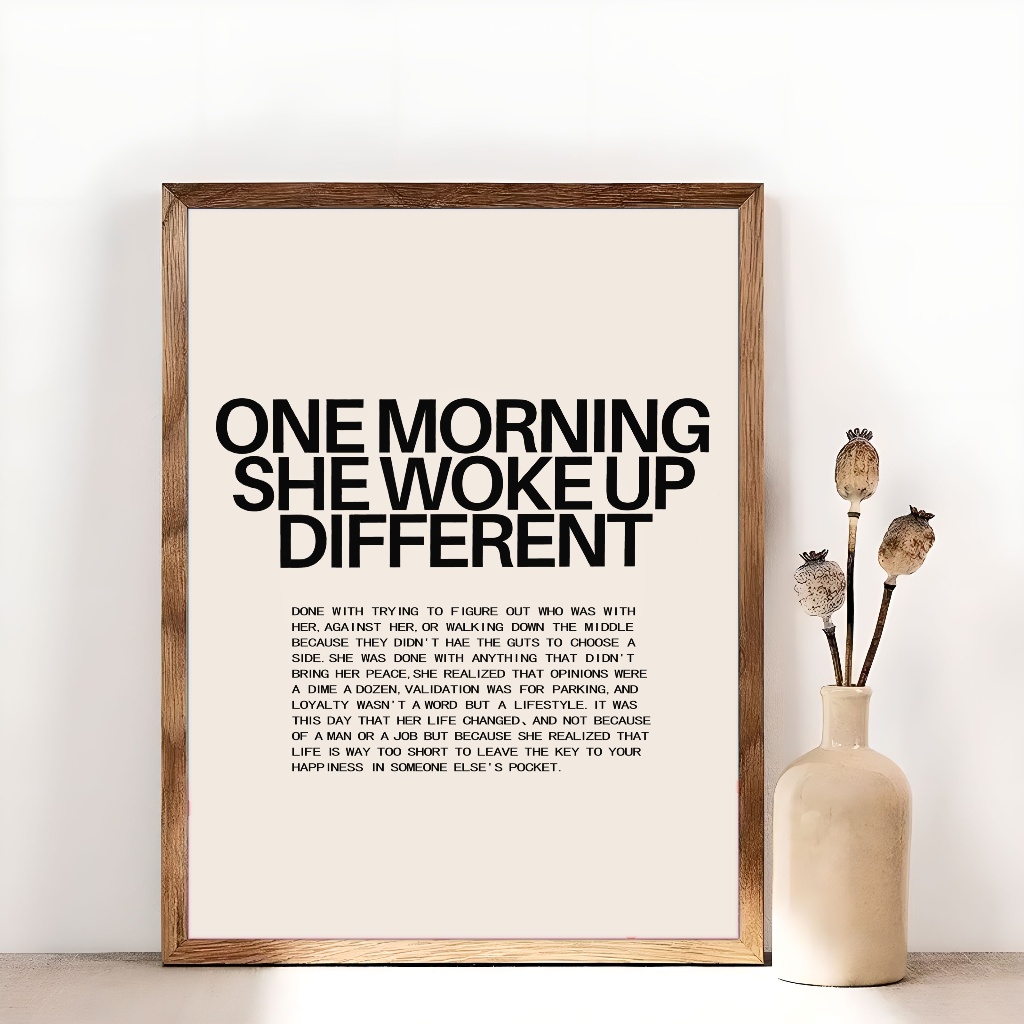 ONE MORNING
SHE WOKE UP
DIFFERENT
DONE WITH TRYING TO FIGURE OUT WHO WAS WITH
HER, AGAINST HER, OR WALKING DOWN THE MIDDLE
BECAUSE THEY DIDN'T HAE THE GUTS TO CHOOSE A
SIDE. SHE WAS DONE WITH ANYTHING THAT DIDN'T
BRING HER PEACE, SHE REALIZED THAT OPINIONS WERE
A DIME A DOZEN, VALIDATION WAS FOR PARKING, AND
LOYALTY WASN'T A WORD BUT A LIFESTYLE. IT WAS
THIS DAY THAT HER LIFE CHANGED、AND NOT BECAUSE
OF A MAN OR A JOB BUT BECAUSE SHE REALIZED THAT
LIFE IS WAY TOO SHORT TO LEAVE THE KEY TO YOUR
HAPPINESS IN SOMEONE ELSE'S POCKET.